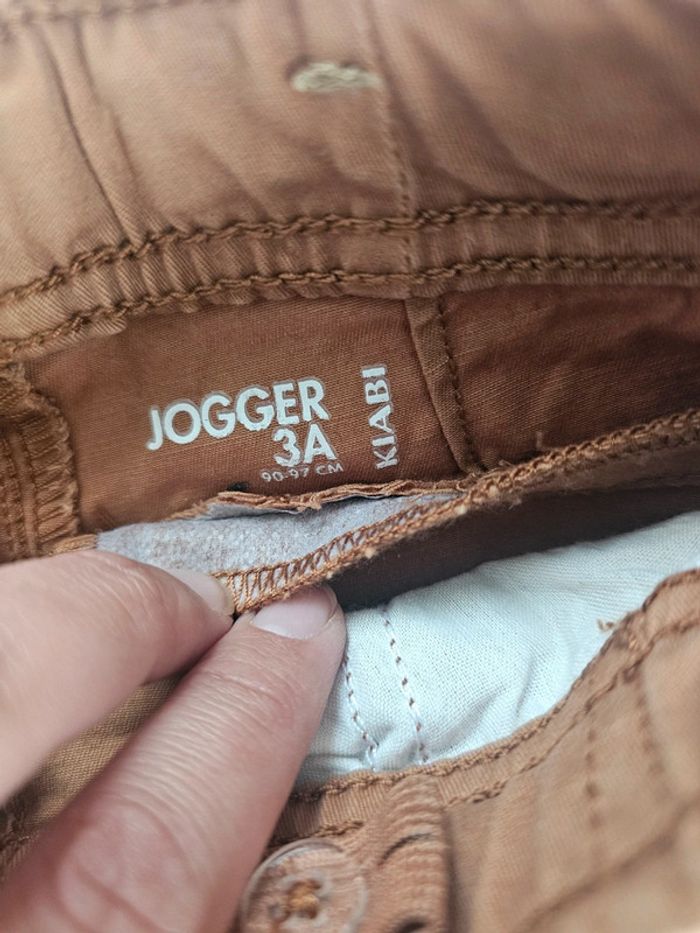 JOGGER
3A
90-97 CM
KIABI